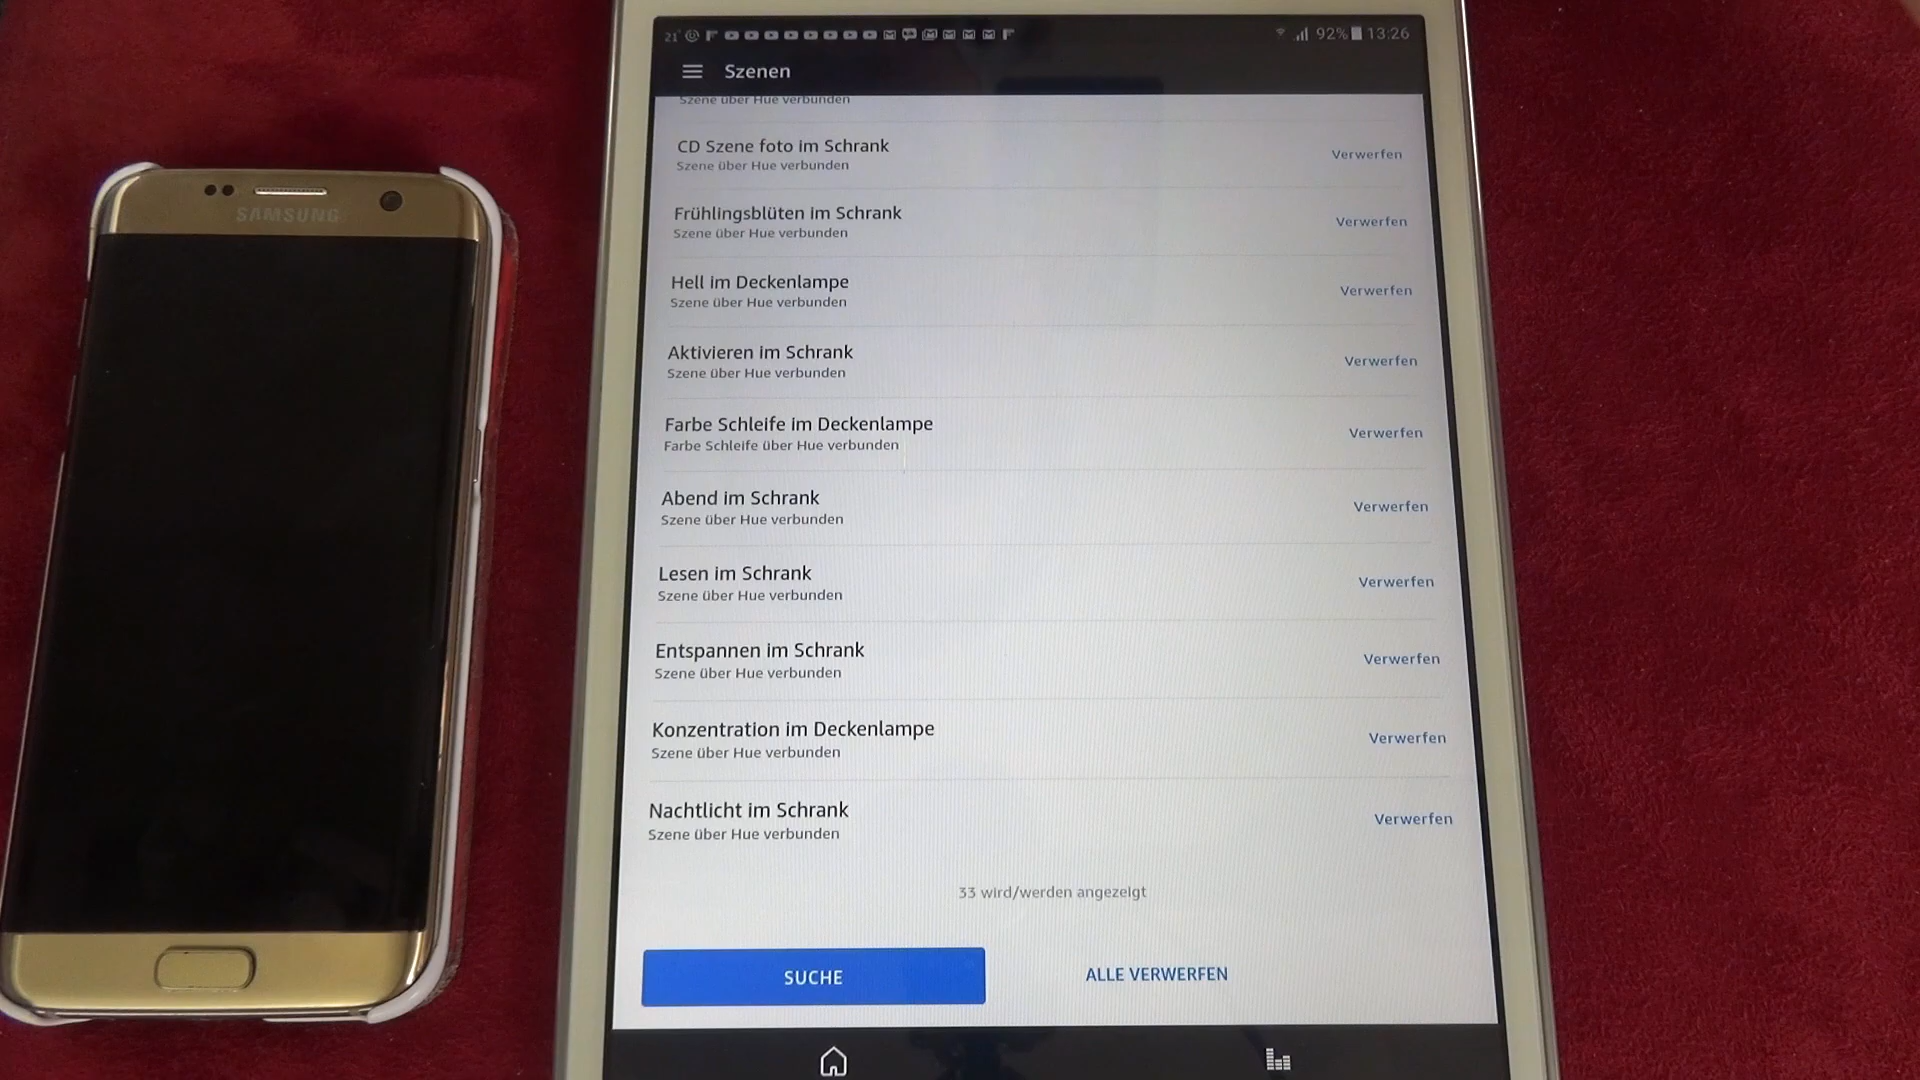 SAMSUNG
21° 92% 13:26
Szenen
Szene über Hue verbunden
CD Szene foto im Schrank
Szene über Hue verbunden
Verwerfen
Frühlingsblüten im Schrank
Szene über Hue verbunden
Verwerfen
Hell im Deckenlampe
Szene über Hue verbunden
Verwerfen
Aktivieren im Schrank
Szene über Hue verbunden
Verwerfen
Farbe Schleife im Deckenlampe
Farbe Schleife über Hue verbunden
Verwerfen
Abend im Schrank
Szene über Hue verbunden
Verwerfen
Lesen im Schrank
Szene über Hue verbunden
Verwerfen
Entspannen im Schrank
Szene über Hue verbunden
Verwerfen
Konzentration im Deckenlampe
Szene über Hue verbunden
Verwerfen
Nachtlicht im Schrank
Szene über Hue verbunden
Verwerfen
33 wird/werden angezeigt
SUCHE
ALLE VERWERFEN